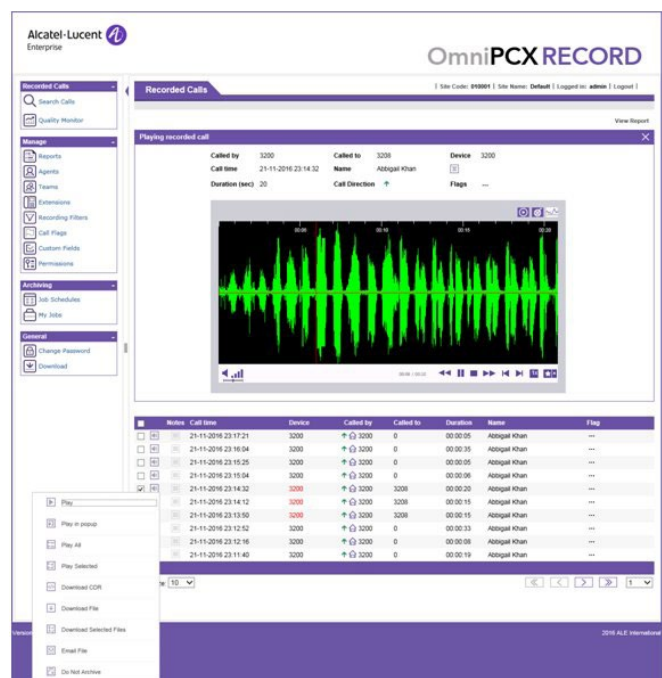 Alcatel·Lucent
Enterprise
OmniPCX RECORD
Recorded Calls
Search Calls
Quality Monitor
Manage
Reports
Agents
Teams
Extensions
Recording Filters
Call Flags
Custom Fields
Permissions
Archiving
Job Schedules
My Jobs
General
Change Password
Download
Recorded Calls
| Site Code: 010001 | Site Name: Default | Logged in: admin | Logout |
View Report
Playing recorded call
Called by 3200 Called to 3208 Device 3200
Call time 21-11-2016 23:14:32 Name Abbigail Khan
Duration (sec) 20 Call Direction Flags ---
00:05 00:10 00:15 00:20
Notes Call time Device Called by Called to Duration Name Flag
21-11-2016 23:17:21 3200 3200 0 00:00:05 Abbigail Khan ---
21-11-2016 23:16:04 3200 3200 0 00:00:35 Abbigail Khan ---
21-11-2016 23:15:25 3200 3200 0 00:00:05 Abbigail Khan ---
21-11-2016 23:15:04 3200 3200 0 00:00:06 Abbigail Khan ---
21-11-2016 23:14:32 3200 3200 3208 00:00:20 Abbigail Khan ---
21-11-2016 23:14:12 3200 3200 3208 00:00:15 Abbigail Khan ---
21-11-2016 23:13:50 3200 3200 3208 00:00:15 Abbigail Khan ---
21-11-2016 23:12:52 3200 3200 0 00:00:33 Abbigail Khan ---
21-11-2016 23:12:16 3200 3200 0 00:00:08 Abbigail Khan ---
21-11-2016 23:11:40 3200 3200 0 00:00:19 Abbigail Khan ---
10
1
Play
Play in popup
Play All
Play Selected
Download CDR
Download File
Download Selected Files
Email File
Do Not Archive
2016 ALE International